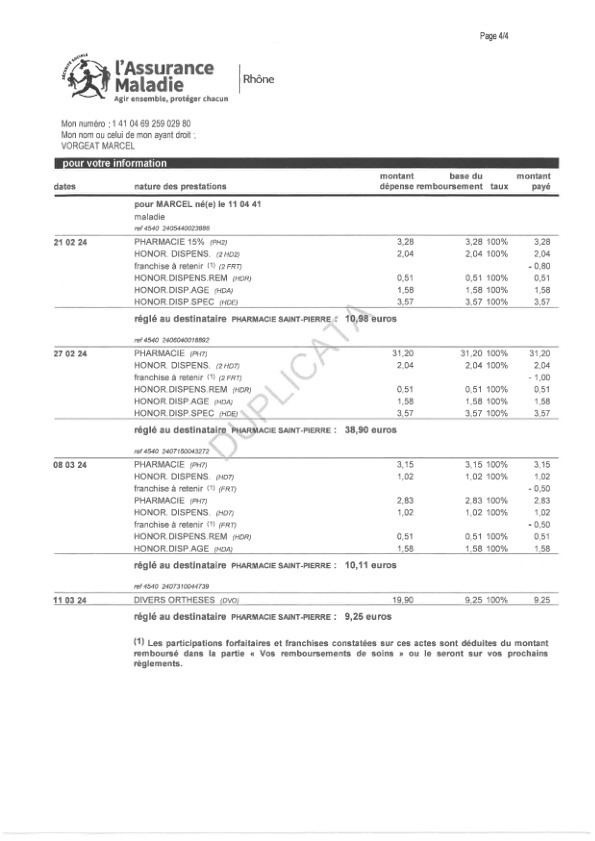 Page 4/4
SÉCURITÉ SOCIALE
l'Assurance
Maladie
Agir ensemble, protéger chacun
Rhône
Mon numéro : 1 41 04 69 259 029 80
Mon nom ou celui de mon ayant droit :
VORGEAT MARCEL
pour votre information
dates nature des prestations montant dépense base du remboursement taux montant payé
pour MARCEL né(e) le 11 04 41
maladie
ref 4540 2405440023886
21 02 24 PHARMACIE 15% (PH2) 3,28 3,28 100% 3,28
HONOR. DISPENS. (2 HD2) 2,04 2,04 100% 2,04
franchise à retenir (1) (2 FRT) - 0,80
HONOR.DISPENS.REM (HDR) 0,51 0,51 100% 0,51
HONOR.DISP.AGE (HDA) 1,58 1,58 100% 1,58
HONOR.DISP.SPEC (HDE) 3,57 3,57 100% 3,57
réglé au destinataire PHARMACIE SAINT-PIERRE : 10,98 euros
ref 4540 2406040016892
27 02 24 PHARMACIE (PH7) 31,20 31,20 100% 31,20
HONOR. DISPENS. (2 HD7) 2,04 2,04 100% 2,04
franchise à retenir (1) (2 FRT) - 1,00
HONOR.DISPENS.REM (HDR) 0,51 0,51 100% 0,51
HONOR.DISP.AGE (HDA) 1,58 1,58 100% 1,58
HONOR.DISP.SPEC (HDE) 3,57 3,57 100% 3,57
réglé au destinataire PHARMACIE SAINT-PIERRE : 38,90 euros
ref 4540 2407150043272
08 03 24 PHARMACIE (PH7) 3,15 3,15 100% 3,15
HONOR. DISPENS. (HD7) 1,02 1,02 100% 1,02
franchise à retenir (1) (FRT) - 0,50
PHARMACIE (PH7) 2,83 2,83 100% 2,83
HONOR. DISPENS. (HD7) 1,02 1,02 100% 1,02
franchise à retenir (1) (FRT) - 0,50
HONOR.DISPENS.REM (HDR) 0,51 0,51 100% 0,51
HONOR.DISP.AGE (HDA) 1,58 1,58 100% 1,58
réglé au destinataire PHARMACIE SAINT-PIERRE : 10,11 euros
ref 4540 2407310044739
11 03 24 DIVERS ORTHESES (DVO) 19,90 9,25 100% 9,25
réglé au destinataire PHARMACIE SAINT-PIERRE : 9,25 euros
(1) Les participations forfaitaires et franchises constatées sur ces actes sont déduites du montant
remboursé dans la partie « Vos remboursements de soins » ou le seront sur vos prochains
règlements.
DUPLICATA